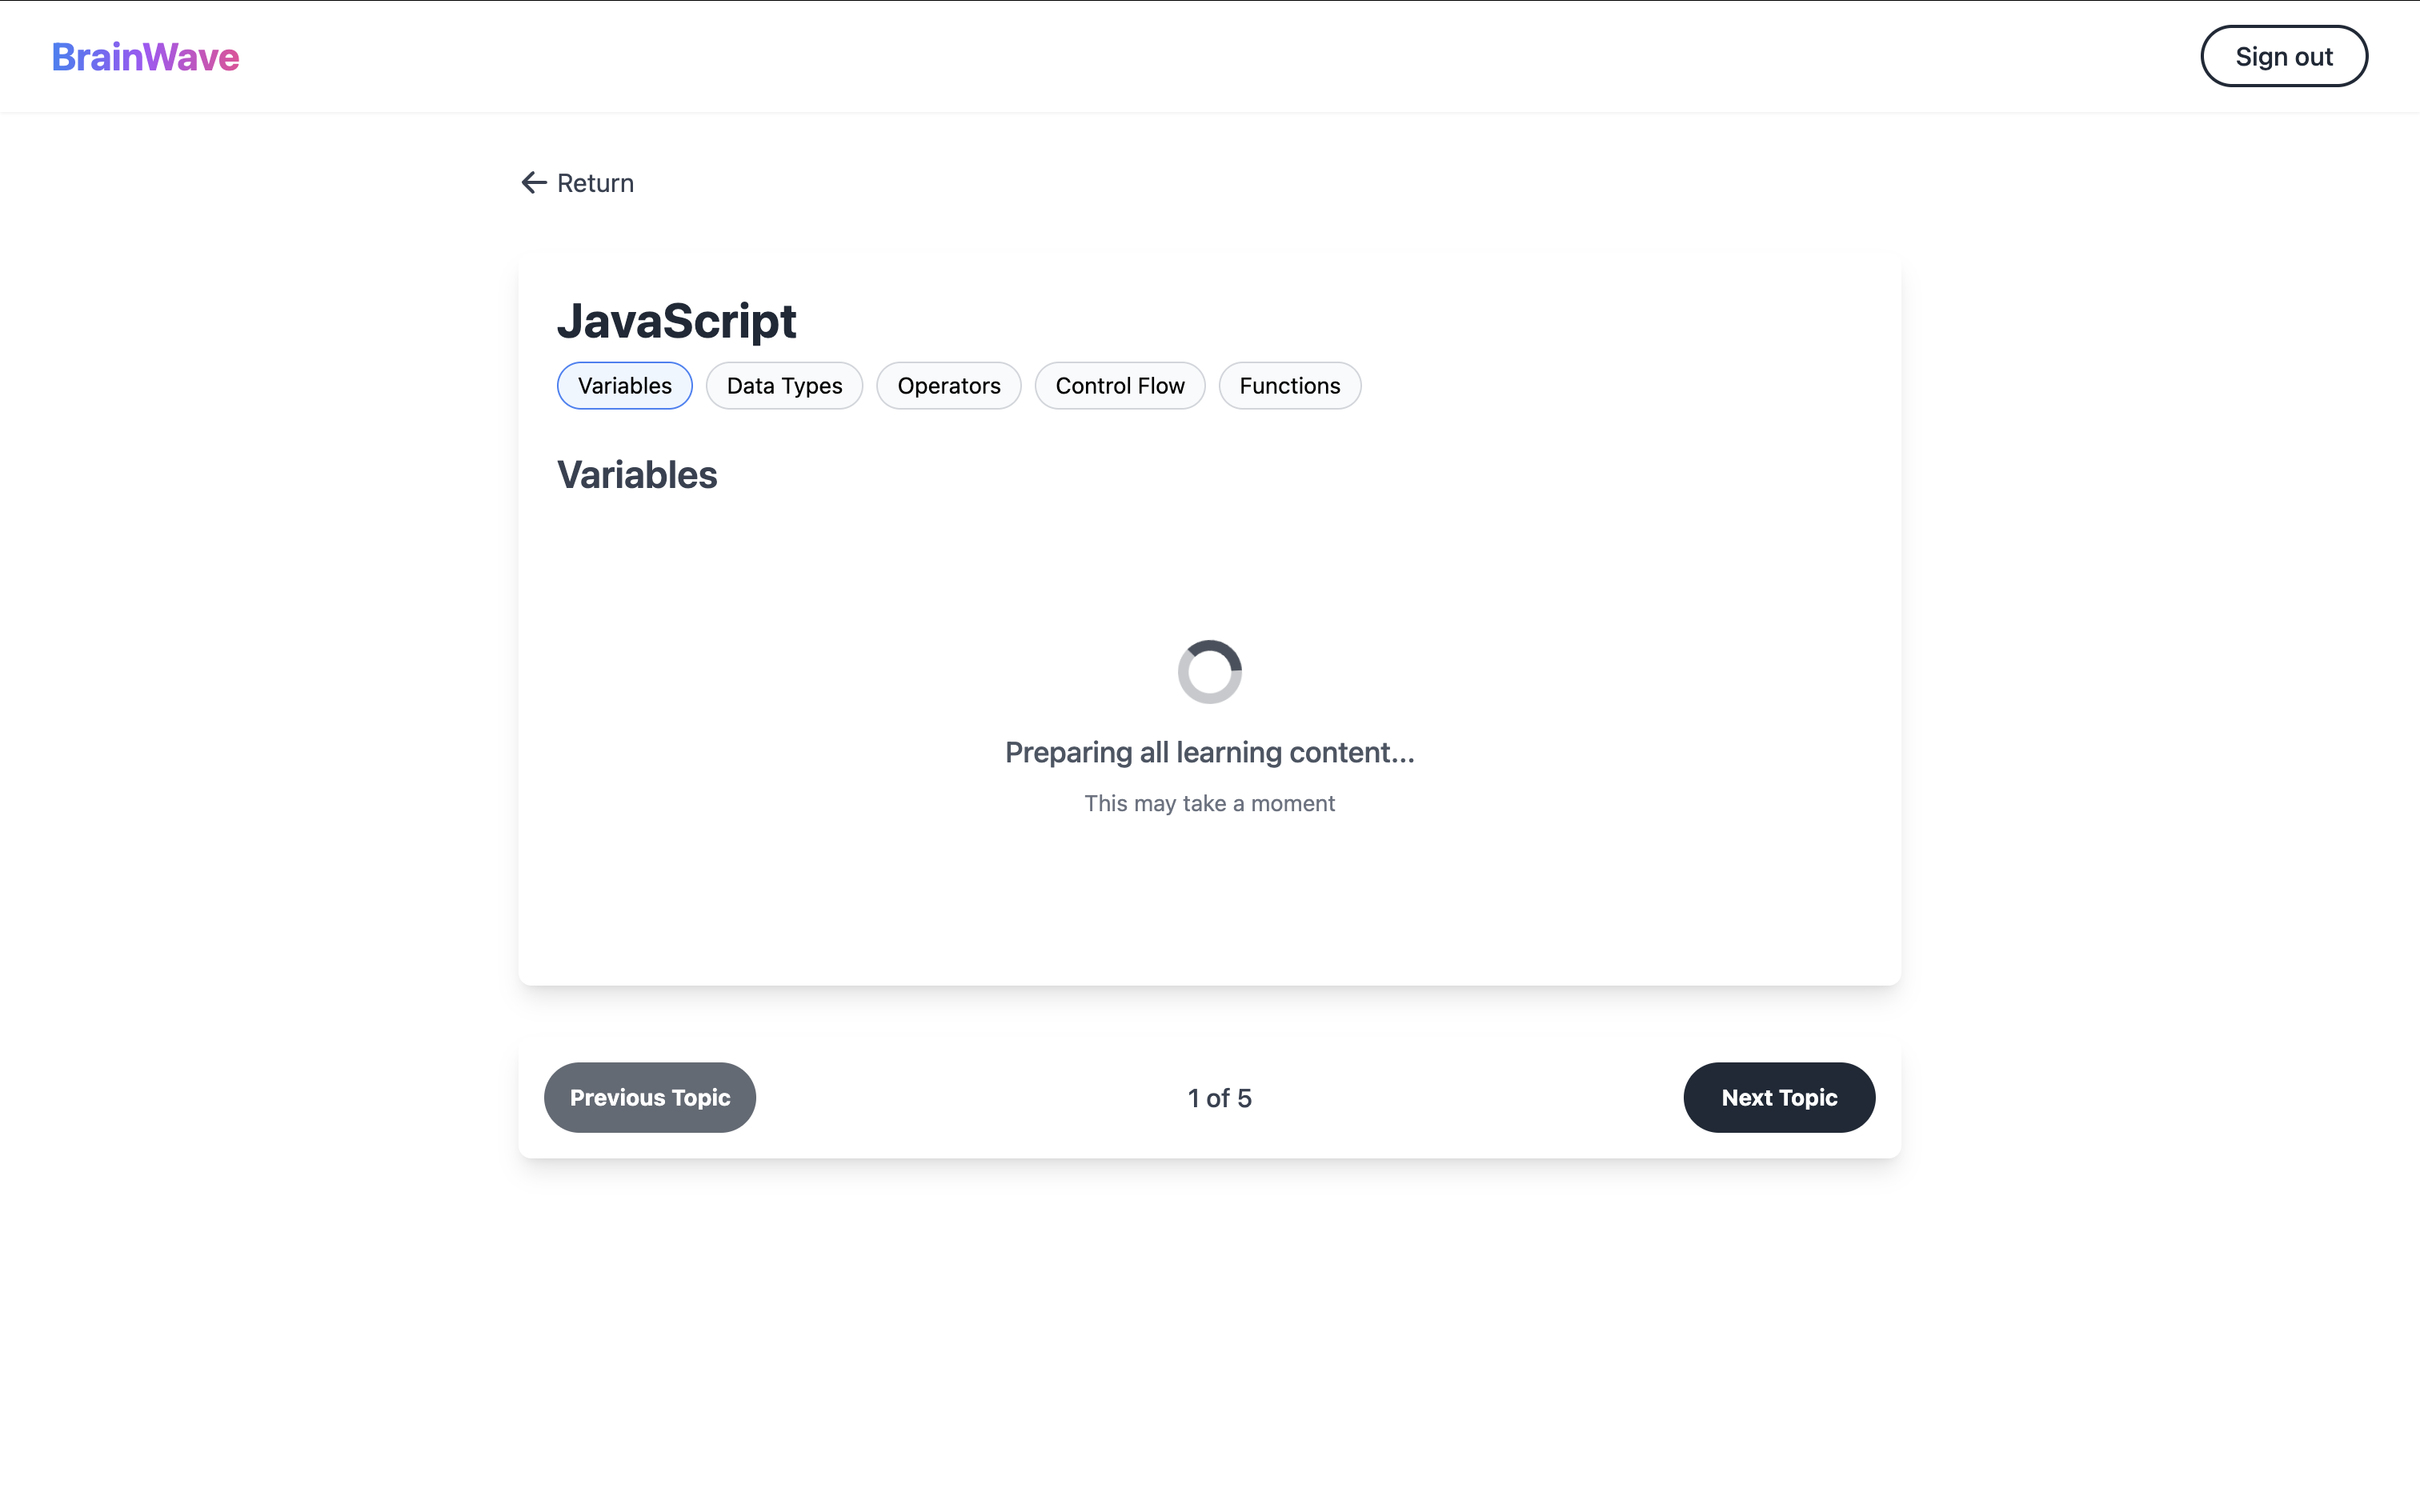 BrainWave
Sign out
Return
JavaScript
Variables Data Types Operators Control Flow Functions
Variables
Preparing all learning content...
This may take a moment
Previous Topic 1 of 5 Next Topic